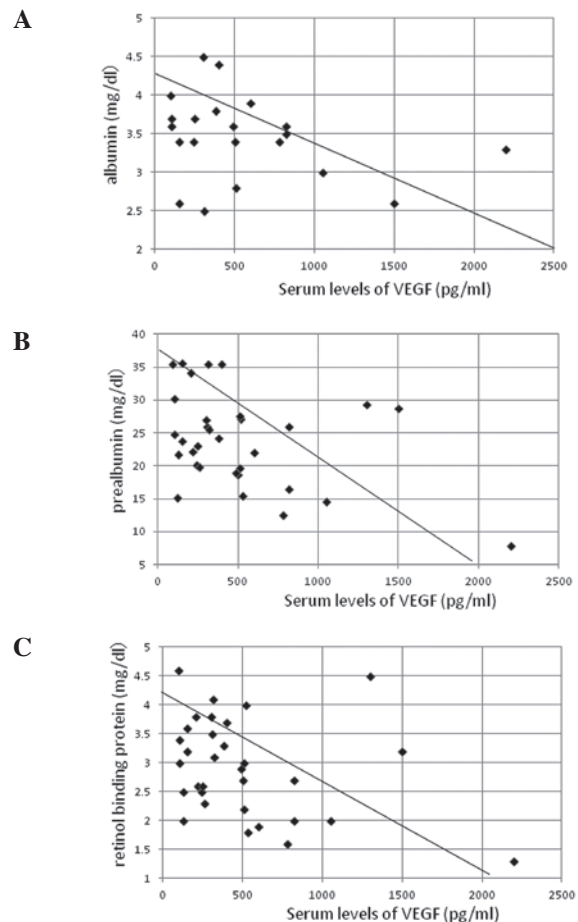 A
5
4.5
4
3.5
3
2.5
2
albumin (mg/dl)
0 500 1000 1500 2000 2500
Serum levels of VEGF (pg/ml)
B
40
35
30
25
20
15
10
5
prealbumin (mg/dl)
0 500 1000 1500 2000 2500
Serum levels of VEGF (pg/ml)
C
5
4.5
4
3.5
3
2.5
2
1.5
1
retinol binding protein (mg/dl)
0 500 1000 1500 2000 2500
Serum levels of VEGF (pg/ml)